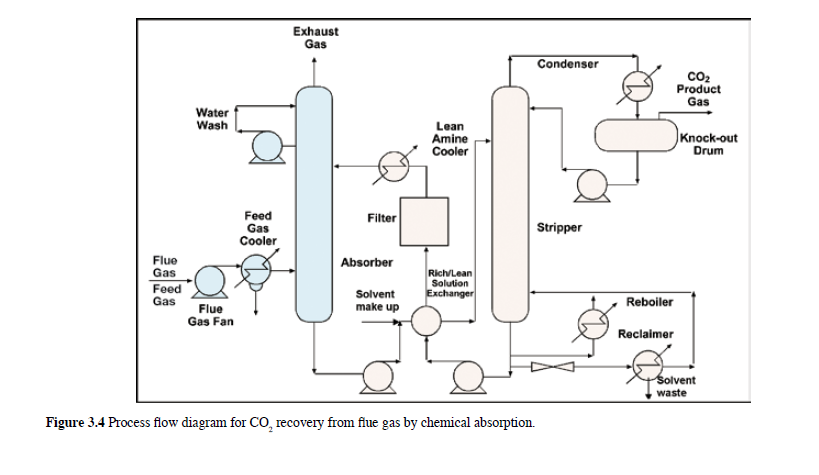 Exhaust
Gas
Condenser
CO₂
Product
Gas
Water
Wash
Lean
Amine
Cooler
Knock-out
Drum
Feed
Gas
Cooler
Filter
Stripper
Flue
Gas
Feed
Gas
Absorber
Rich/Lean
Solution
Exchanger
Solvent
make up
Flue
Gas Fan
Reboiler
Reclaimer
Solvent
waste
Figure 3.4 Process flow diagram for CO₂ recovery from flue gas by chemical absorption.